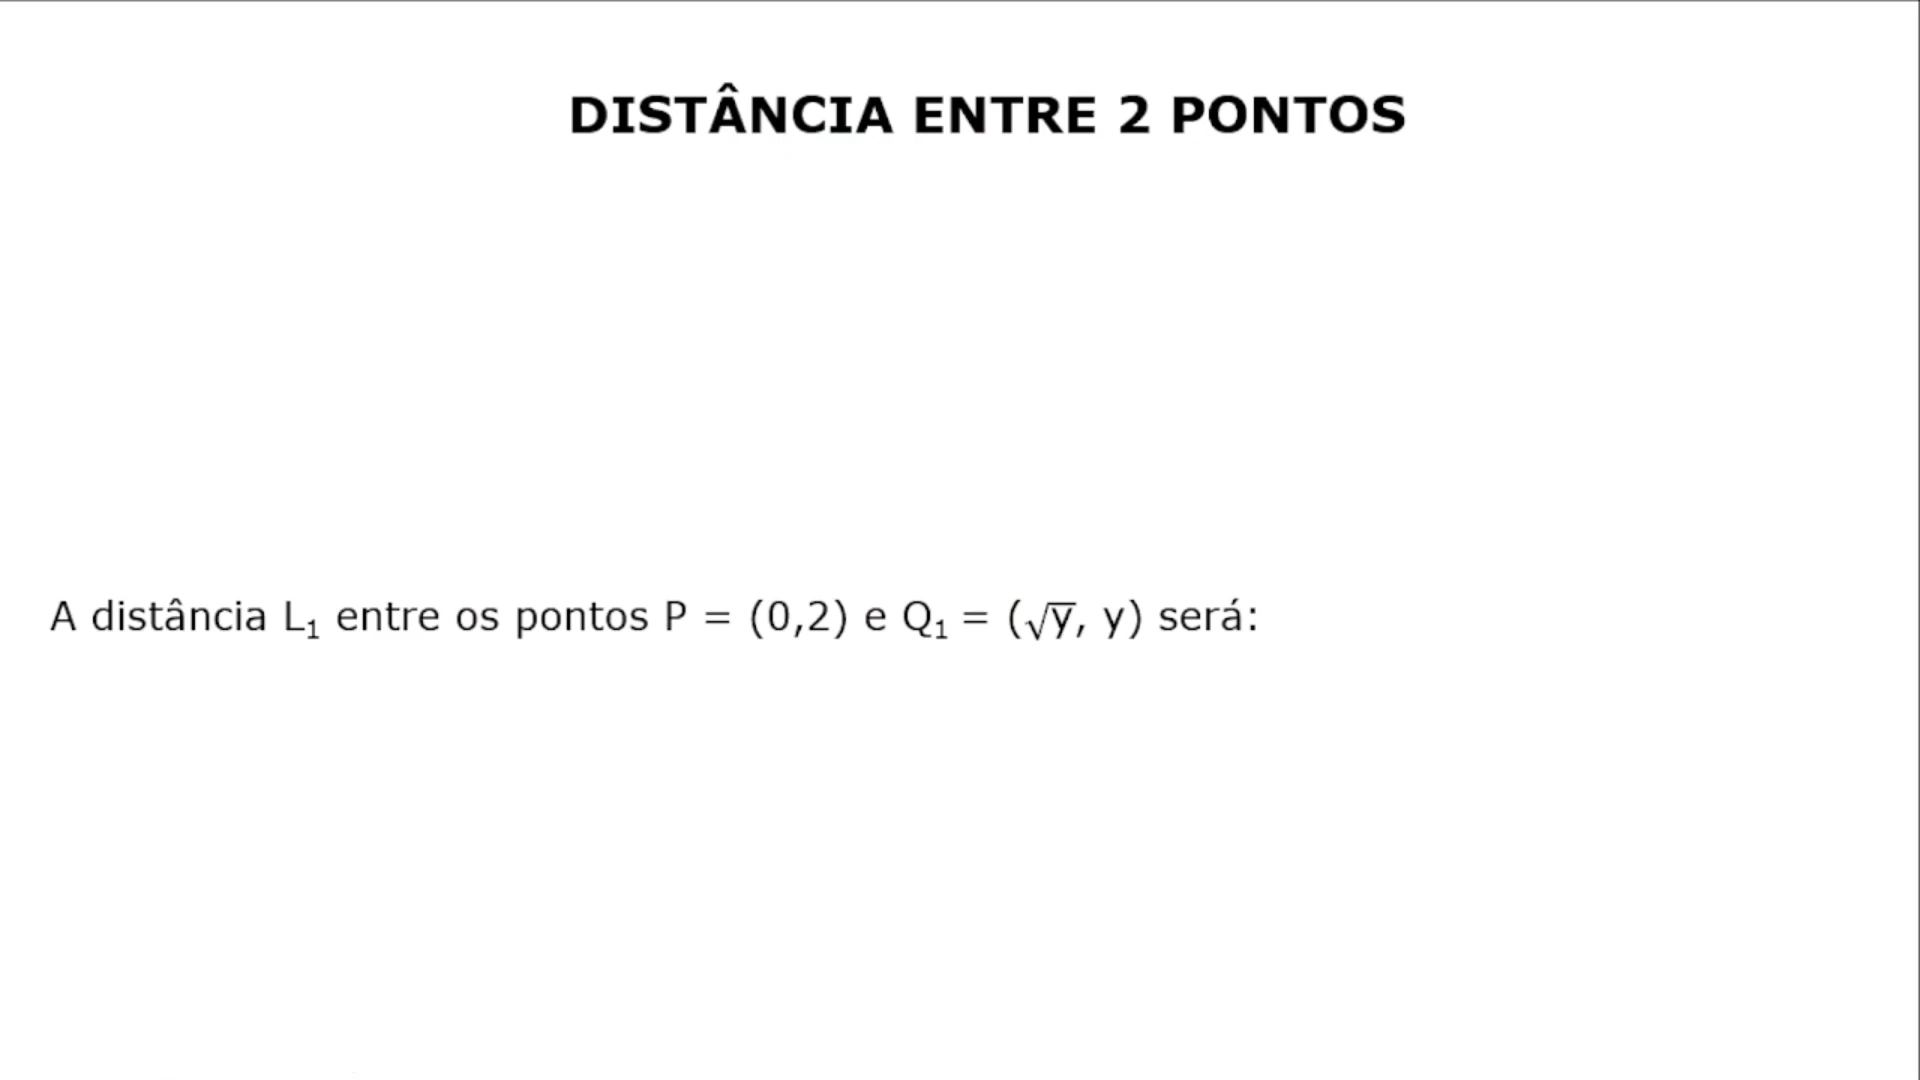 DISTÂNCIA ENTRE 2 PONTOS
A distância L₁ entre os pontos P = (0,2) e Q₁ = (√y, y) será: